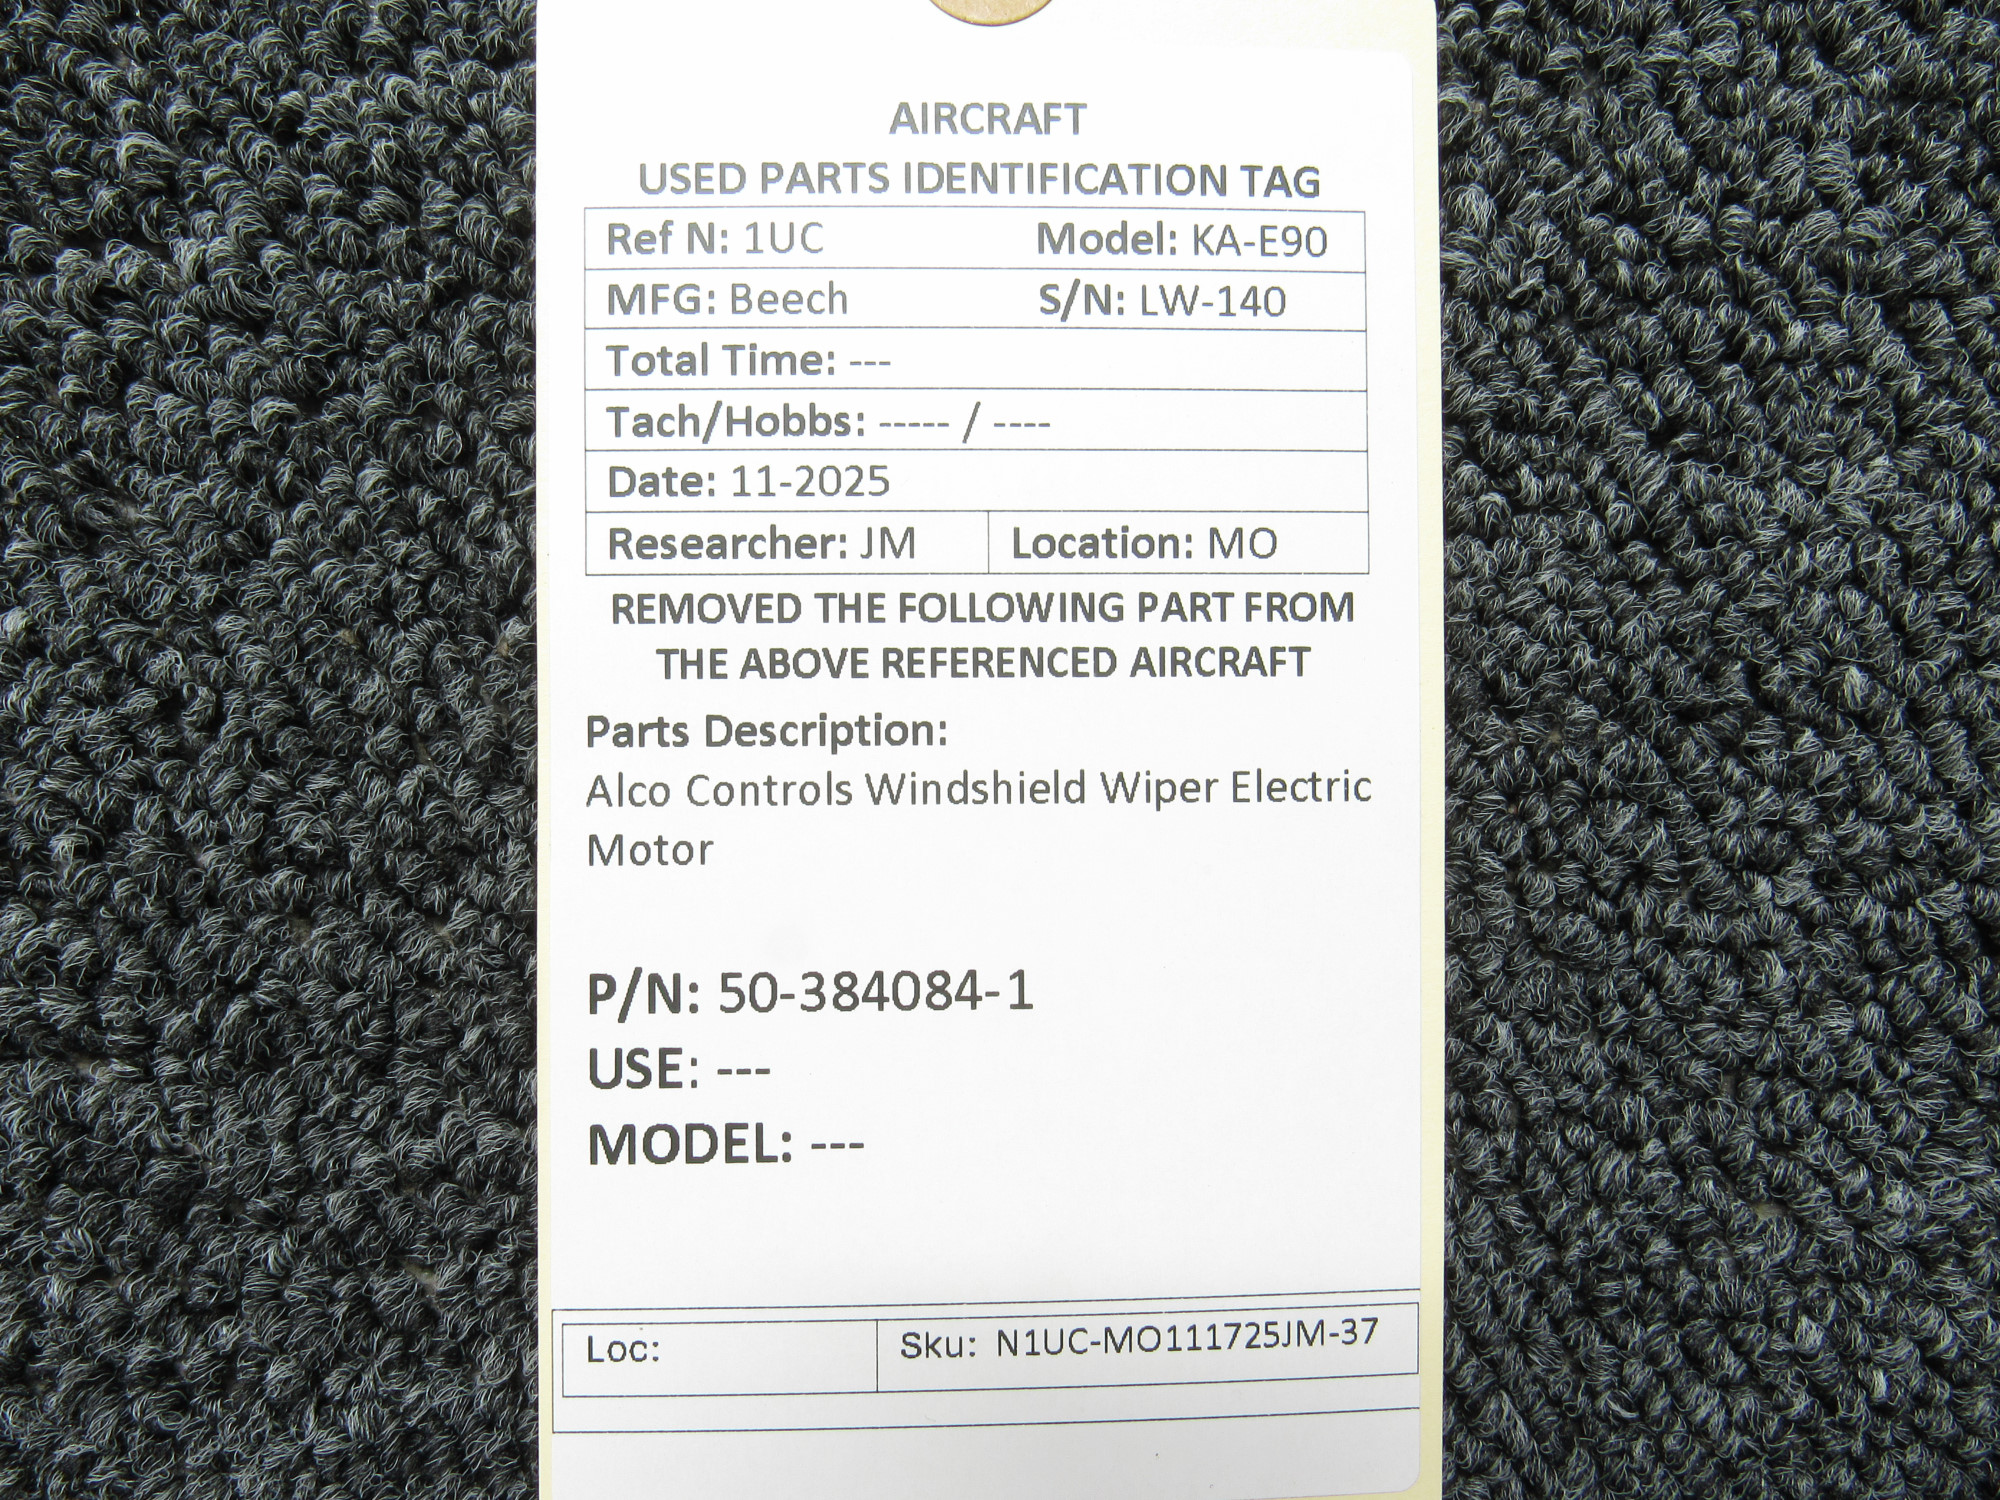 AIRCRAFT
USED PARTS IDENTIFICATION TAG
Ref N: 1UC Model: KA-E90
MFG: Beech S/N: LW-140
Total Time: ---
Tach/Hobbs: ----- / ----
Date: 11-2025
Researcher: JM Location: MO
REMOVED THE FOLLOWING PART FROM
THE ABOVE REFERENCED AIRCRAFT
Parts Description:
Alco Controls Windshield Wiper Electric
Motor
P/N: 50-384084-1
USE: ---
MODEL: ---
Loc: Sku: N1UC-MO111725JM-37